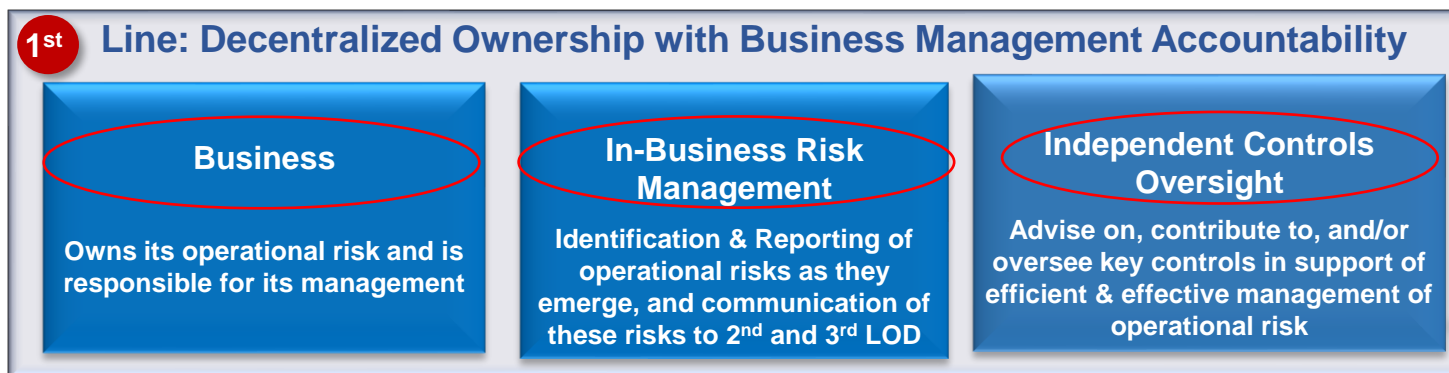 1st Line: Decentralized Ownership with Business Management Accountability
Business
Owns its operational risk and is
responsible for its management
In-Business Risk
Management
Identification & Reporting of
operational risks as they
emerge, and communication of
these risks to 2nd and 3rd LOD
Independent Controls
Oversight
Advise on, contribute to, and/or
oversee key controls in support of
efficient & effective management of
operational risk